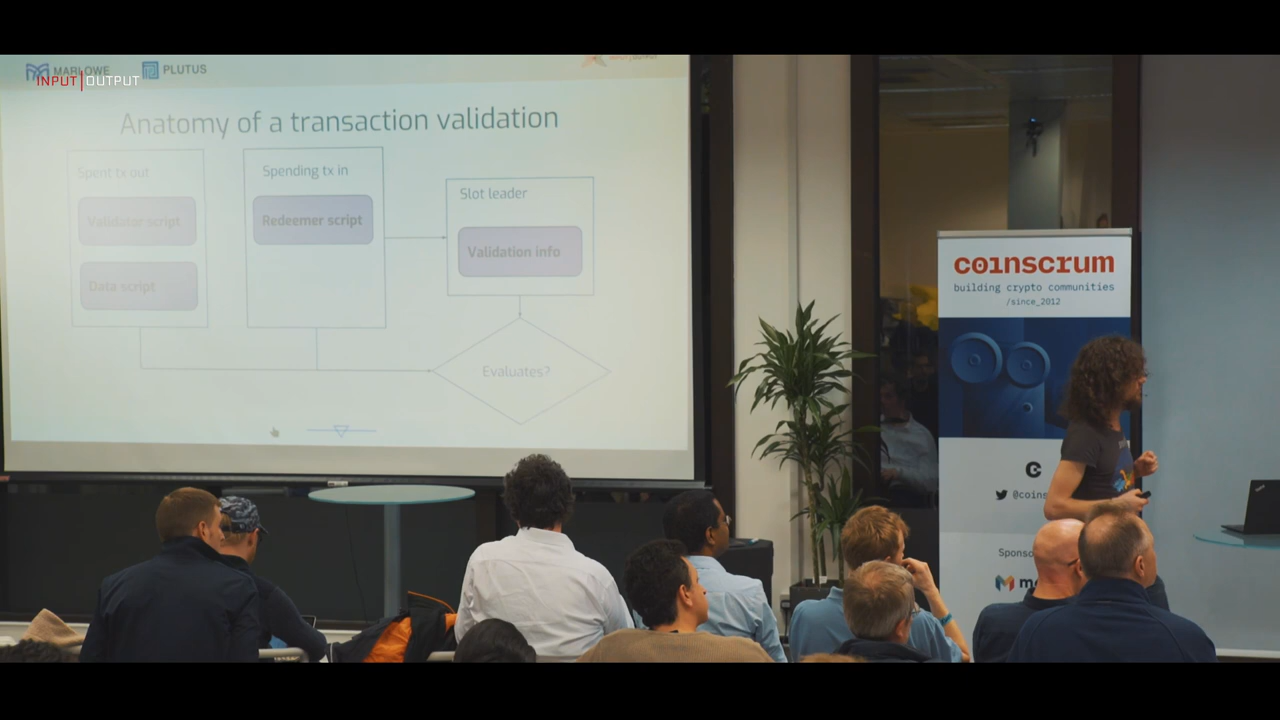 MARLOWE PLUTUS
INPUT|OUTPUT
Anatomy of a transaction validation
Spent tx out
Validator script
Data script
Spending tx in
Redeemer script
Slot leader
Validation info
Evaluates?
coinscrum
building crypto communities
/since_2012
@coins
Sponso